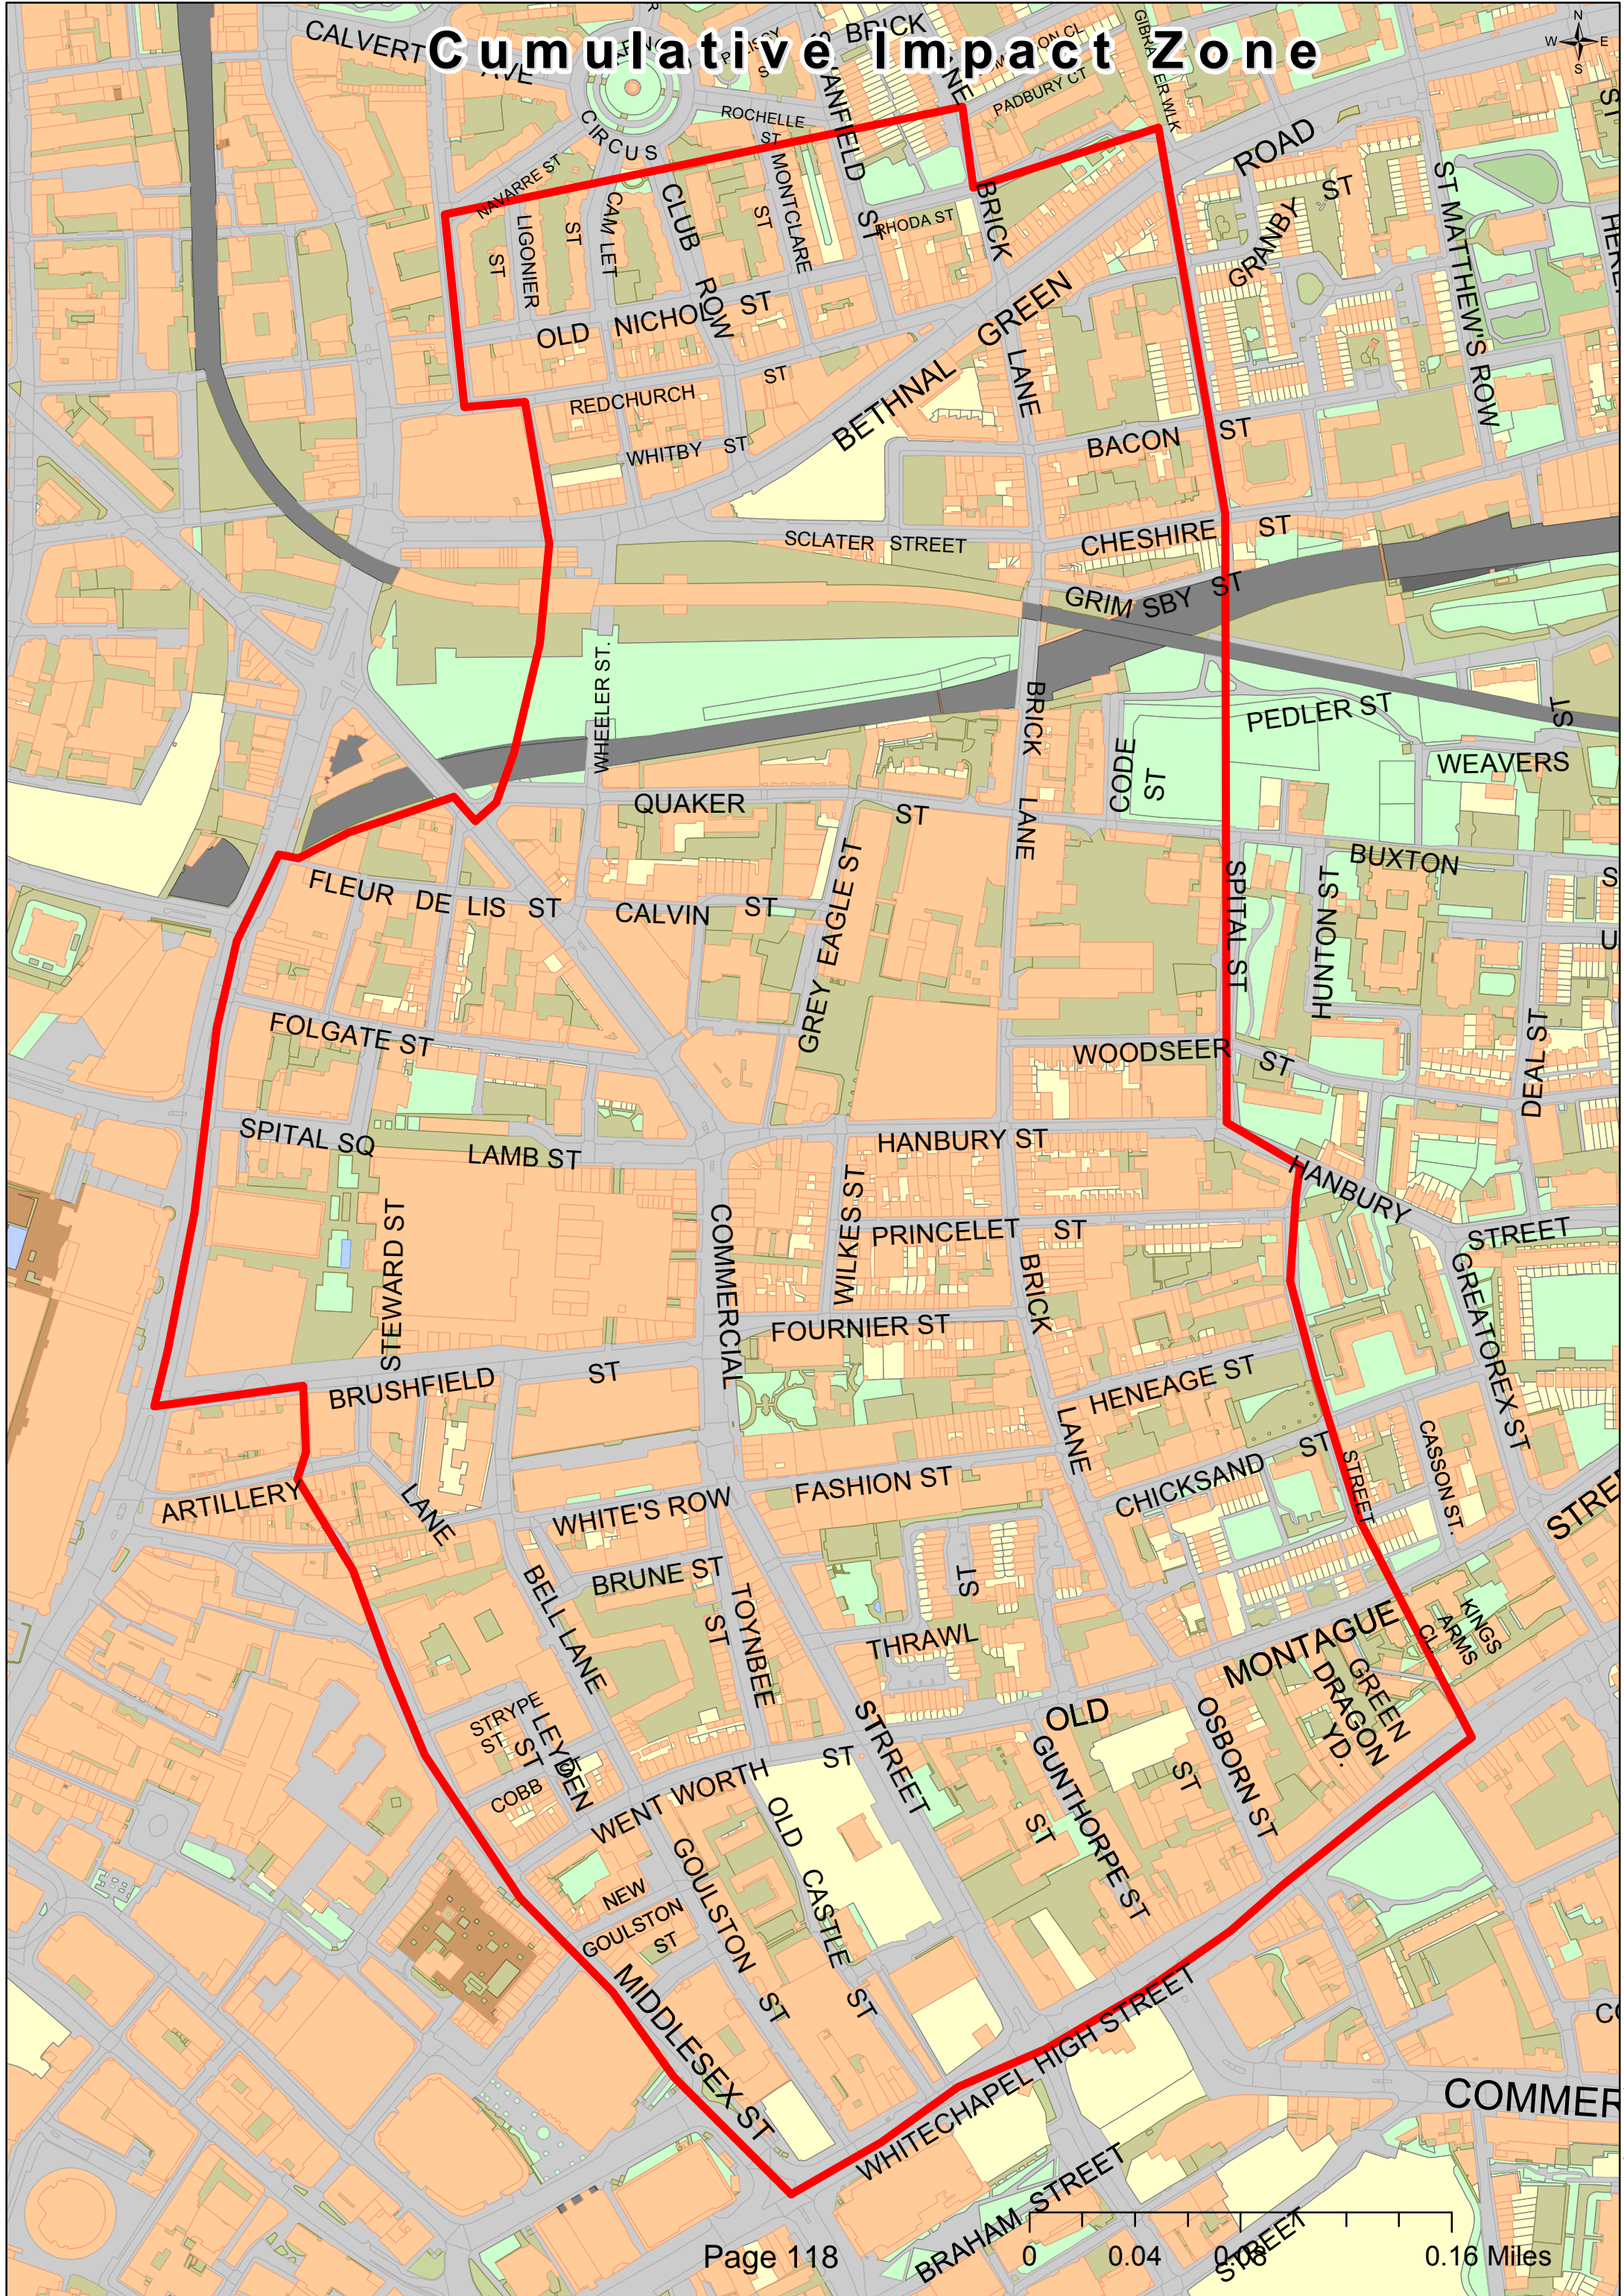 Cumulative Impact Zone
N
W E
S
CALVERT AVE
BRICK LANE
PADBURY CT
ROCHELLE ST
CIRCUS
NAVARRE ST
LIGONIER ST
CAM LET ST
CLUB ROW
MONTCLARE ST
RHODA ST
BRICK LANE
ROAD
GRANBY ST
ST MATTHEW'S ROW
OLD NICHOL ST
REDCHURCH ST
BETHNAL GREEN
WHITBY ST
BACON ST
SCLATER STREET
CHESHIRE ST
GRIM SBY ST
WHEELER ST.
BRICK LANE
CODE ST
PEDLER ST
WEAVERS ST
QUAKER ST
BUXTON
FLEUR DE LIS ST
CALVIN ST
GREY EAGLE ST
SPITAL ST
HUNTON ST
FOLGATE ST
WOODSEER ST
DEAL ST
SPITAL SQ
LAMB ST
HANBURY ST
HANBURY STREET
STEWARD ST
COMMERCIAL
WILKES ST
PRINCELET ST
BRICK LANE
GREATOREX ST
FOURNIER ST
BRUSHFIELD ST
HENEAGE ST
CASSON ST.
ARTILLERY LANE
WHITE'S ROW
FASHION ST
CHICKSAND ST
STREET
STREE
BELL LANE
BRUNE ST
TOYNBEE ST
THRAWL ST
MONTAGUE
KINGS ARMS CL
GREEN DRAGON YD.
STRYPE ST
LEYDEN ST
COBB
STRREET
OLD
OSBORN ST
WENT WORTH ST
GUNTHORPE ST
ST
OLD CASTLE ST
NEW GOULSTON ST
GOULSTON ST
MIDDLESEX ST
WHITECHAPEL HIGH STREET
COMMER
BRAHAM STREET
STREET
Page 118
0 0.04 0.08 0.16 Miles